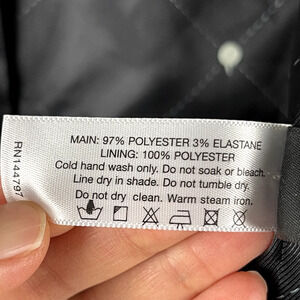 MAIN: 97% POLYESTER 3% ELASTANE
LINING: 100% POLYESTER
Cold hand wash only. Do not soak or bleach.
Line dry in shade. Do not tumble dry.
Do not dry clean. Warm steam iron.
RN144797